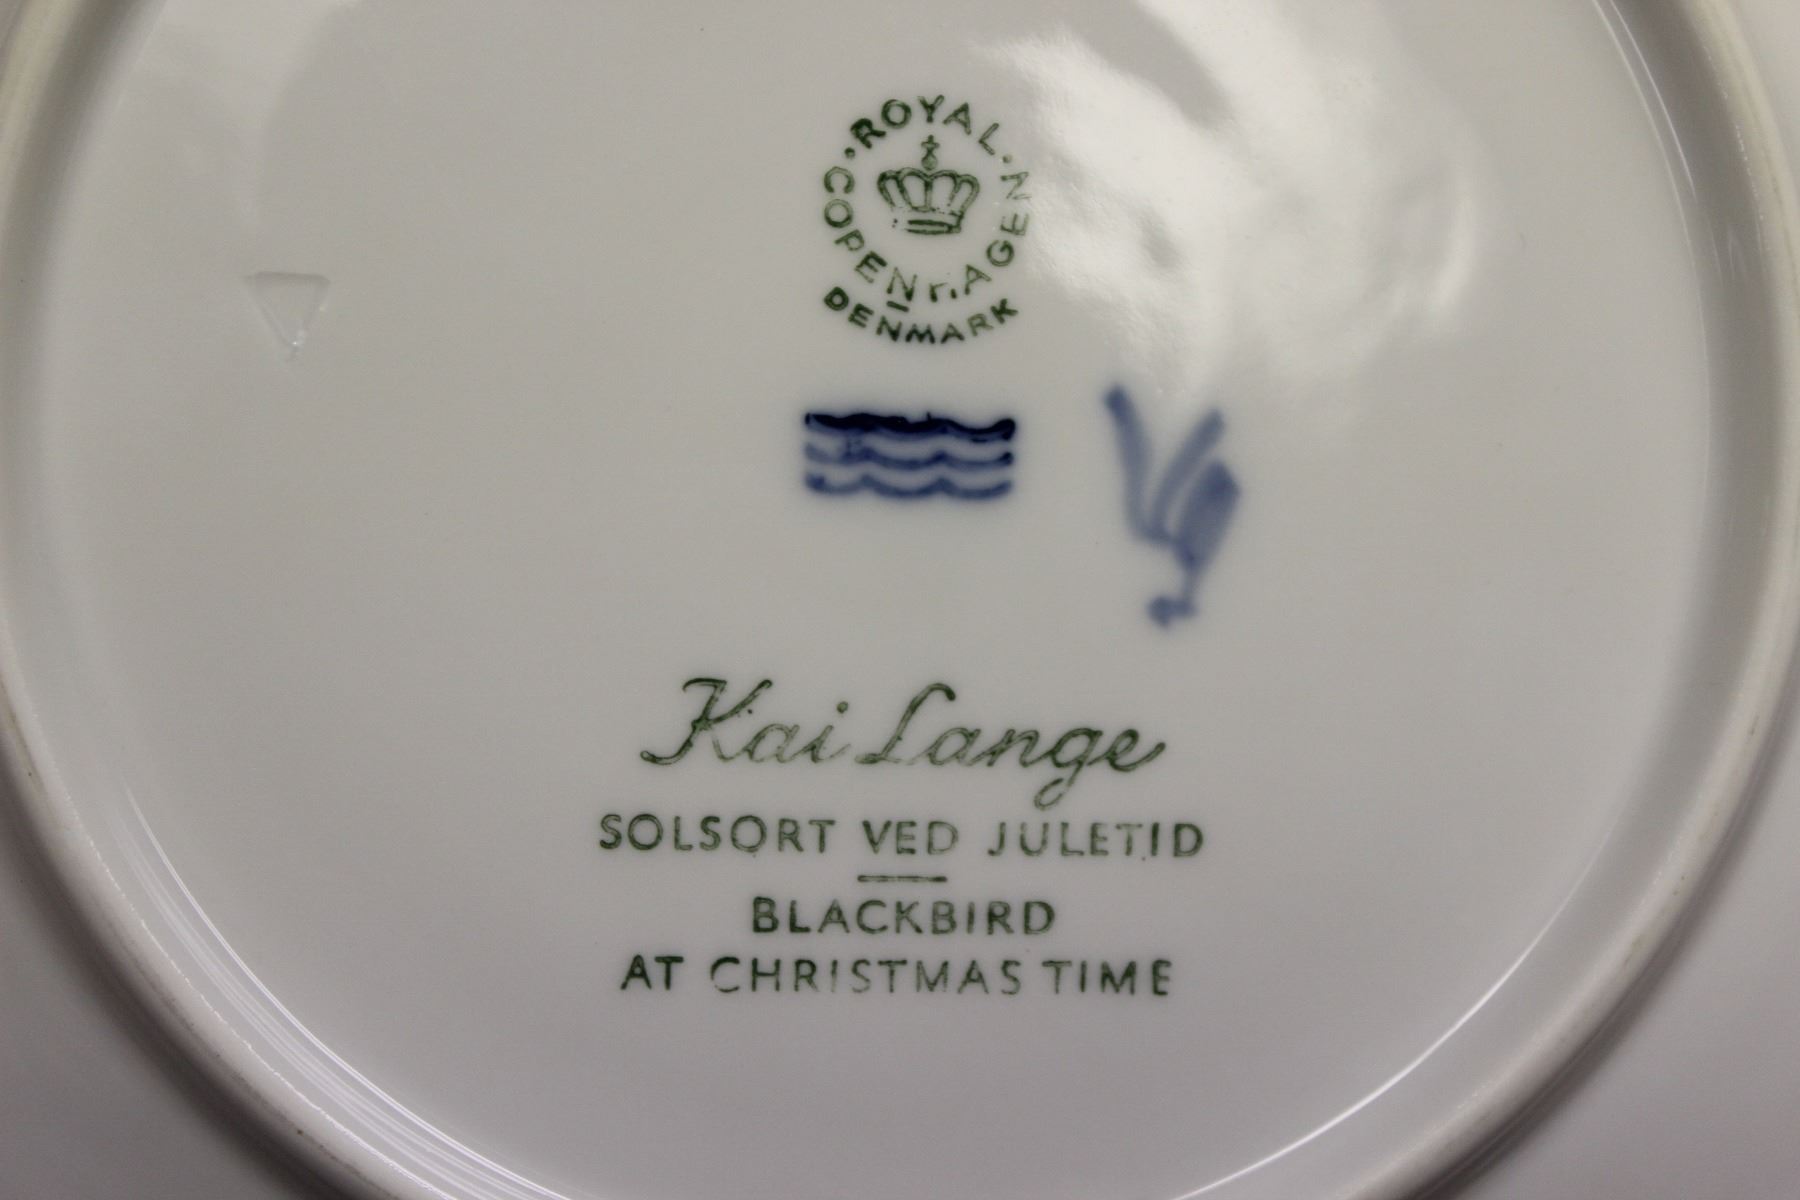 ROYAL
COPENHAGEN
DENMARK
Kai Lange
SOLSORT VED JULETID
BLACKBIRD
AT CHRISTMAS TIME